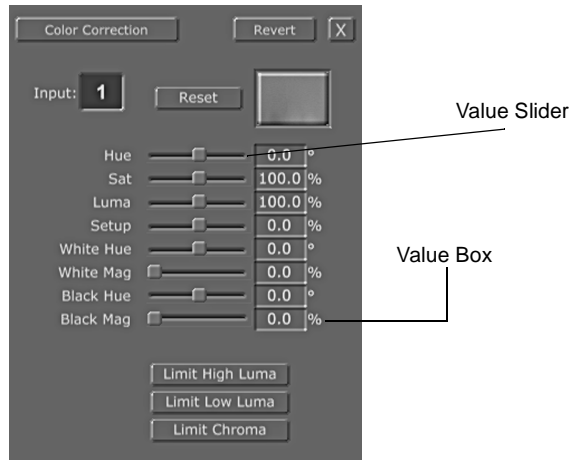 Color Correction Revert X
Input: 1 Reset
Value Slider
Hue 0.0 °
Sat 100.0 %
Luma 100.0 %
Setup 0.0 %
White Hue 0.0 °
Value Box
White Mag 0.0 %
Black Hue 0.0 °
Black Mag 0.0 %
Limit High Luma
Limit Low Luma
Limit Chroma